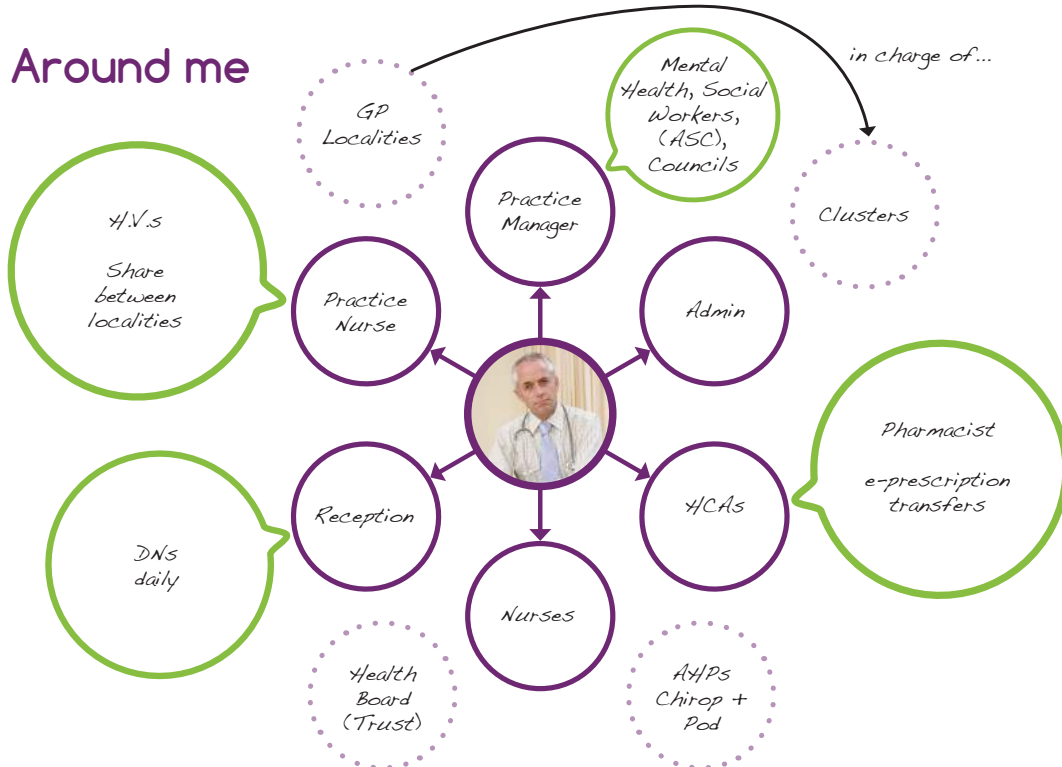 Around me
GP
Localities
in charge of...
Mental
Health, Social
Workers,
(ASC),
Councils
Clusters
Practice
Manager
H.V.s
Share
between
localities
Practice
Nurse
Admin
Pharmacist
e-prescription
transfers
HCAs
Reception
DNs
daily
Nurses
Health
Board
(Trust)
AHPs
Chirop +
Pod